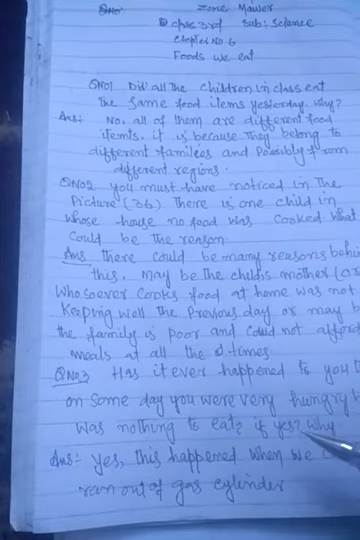 Zone Mawer
class 3rd Sub: Science
Chapter No 6
Foods we eat
QNO1 Did all the children in class eat
the same food items yesterday. Why?
Ans: No, all of them are different food
items. it is because they belong to
different families and possibly from
different regions.
QNO2 you must have noticed in the
Picture (36) There is one child in
whose house no food was cooked what
could be the reason
Ans there could be many reasons behin
this. may be the childs mother (or
whosoever cooks food at home was not
keeping well the previous day or may b
the family is poor and could not afford
meals at all the times
QNO3 Has it ever happened to you th
on some day you were very hungry b
was nothing to eat? if yes? why
Ans:- yes, this happened when we
ran out of gas cylinder